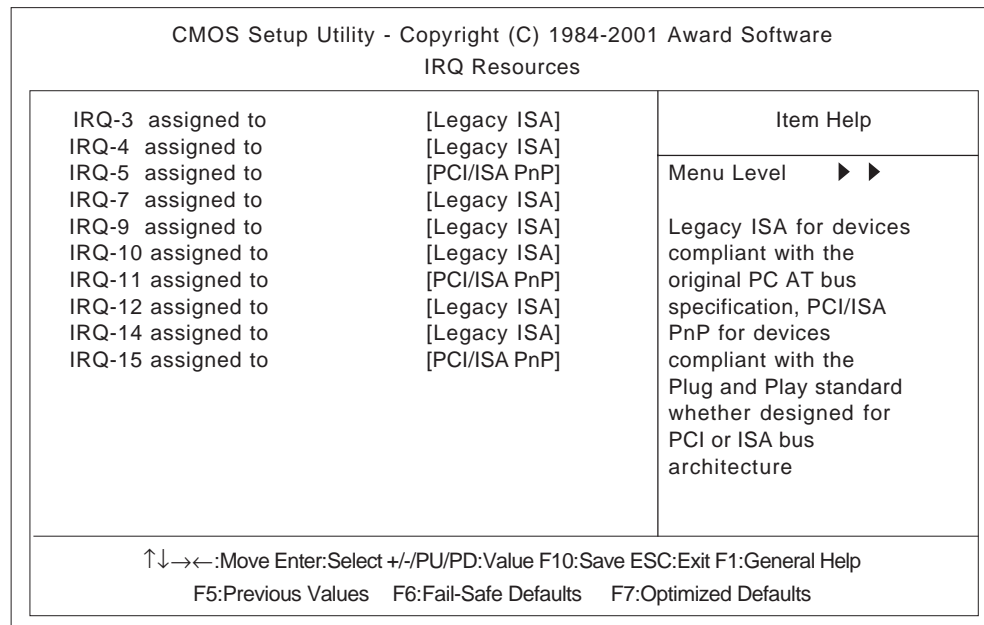 CMOS Setup Utility - Copyright (C) 1984-2001 Award Software
IRQ Resources
IRQ-3 assigned to [Legacy ISA]
IRQ-4 assigned to [Legacy ISA]
IRQ-5 assigned to [PCI/ISA PnP]
IRQ-7 assigned to [Legacy ISA]
IRQ-9 assigned to [Legacy ISA]
IRQ-10 assigned to [Legacy ISA]
IRQ-11 assigned to [PCI/ISA PnP]
IRQ-12 assigned to [Legacy ISA]
IRQ-14 assigned to [Legacy ISA]
IRQ-15 assigned to [PCI/ISA PnP]
Item Help
Menu Level ▶ ▶
Legacy ISA for devices
compliant with the
original PC AT bus
specification, PCI/ISA
PnP for devices
compliant with the
Plug and Play standard
whether designed for
PCI or ISA bus
architecture
↑↓→←:Move Enter:Select +/-/PU/PD:Value F10:Save ESC:Exit F1:General Help
F5:Previous Values F6:Fail-Safe Defaults F7:Optimized Defaults